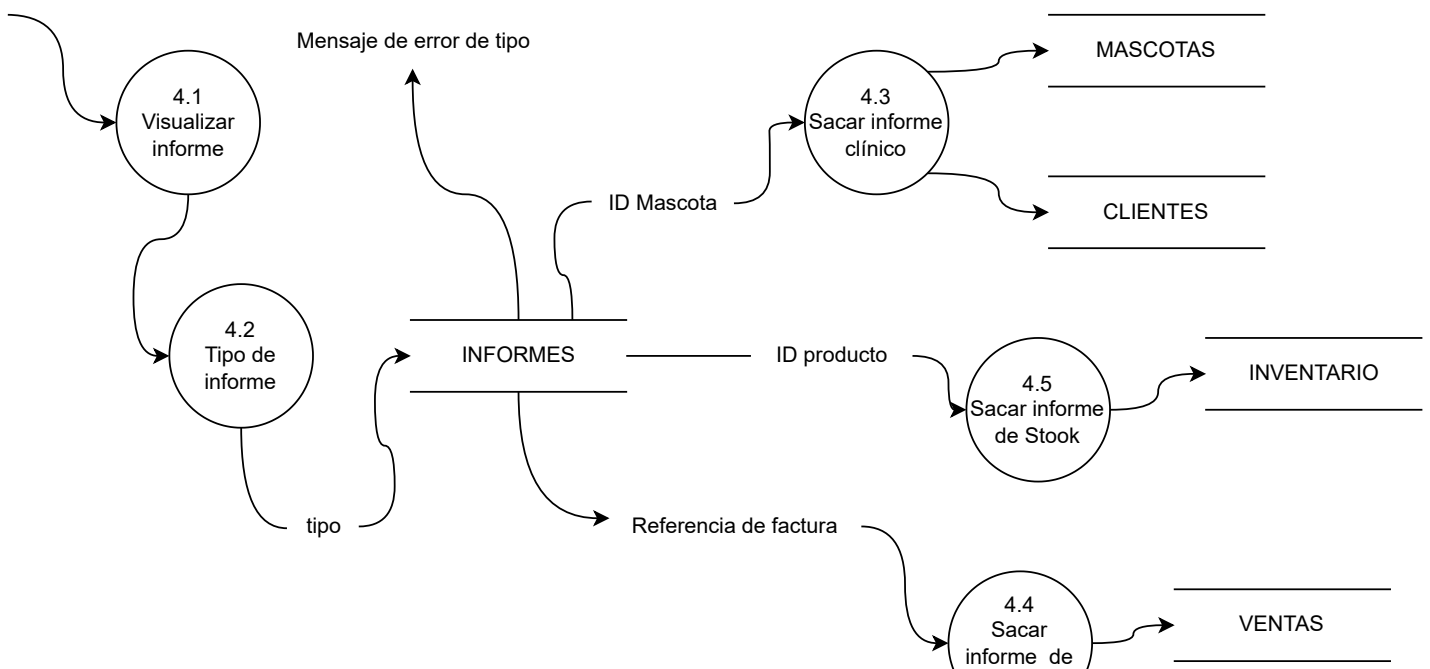 Mensaje de error de tipo
4.1
Visualizar
informe
4.3
Sacar informe
clínico
MASCOTAS
ID Mascota
CLIENTES
4.2
Tipo de
informe
INFORMES
ID producto
4.5
Sacar informe
de Stook
INVENTARIO
tipo
Referencia de factura
4.4
Sacar
informe de
VENTAS